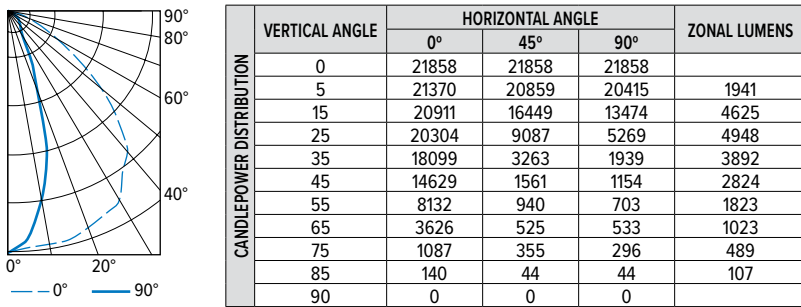 90°
80°
60°
40°
0° 20°
0° 90°
CANDLEPOWER DISTRIBUTION
VERTICAL ANGLE HORIZONTAL ANGLE ZONAL LUMENS
0° 45° 90°
0 21858 21858 21858
5 21370 20859 20415 1941
15 20911 16449 13474 4625
25 20304 9087 5269 4948
35 18099 3263 1939 3892
45 14629 1561 1154 2824
55 8132 940 703 1823
65 3626 525 533 1023
75 1087 355 296 489
85 140 44 44 107
90 0 0 0